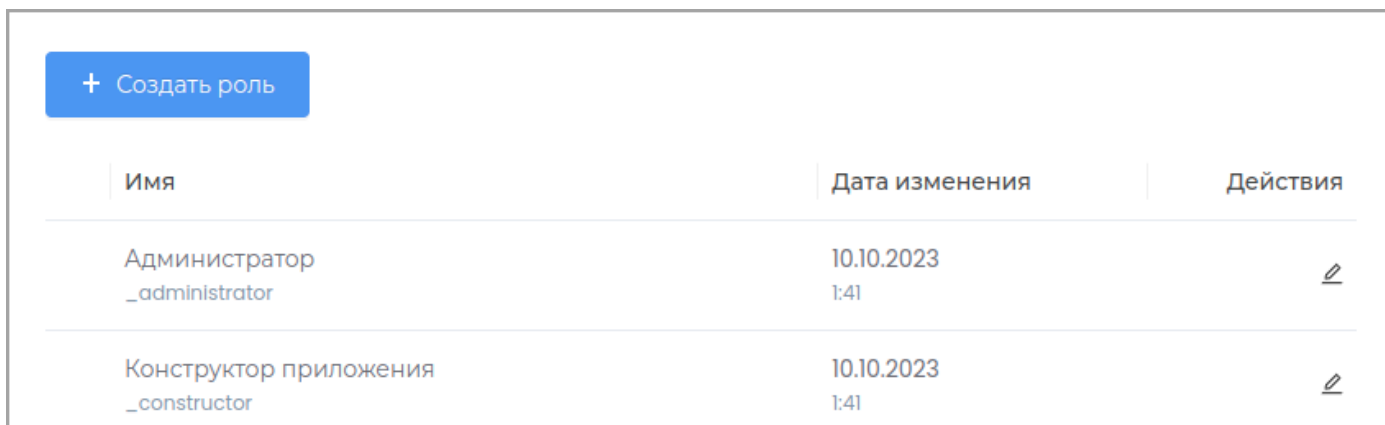 + Создать роль
Имя Дата изменения Действия
Администратор 10.10.2023
_administrator 1:41
Конструктор приложения 10.10.2023
_constructor 1:41